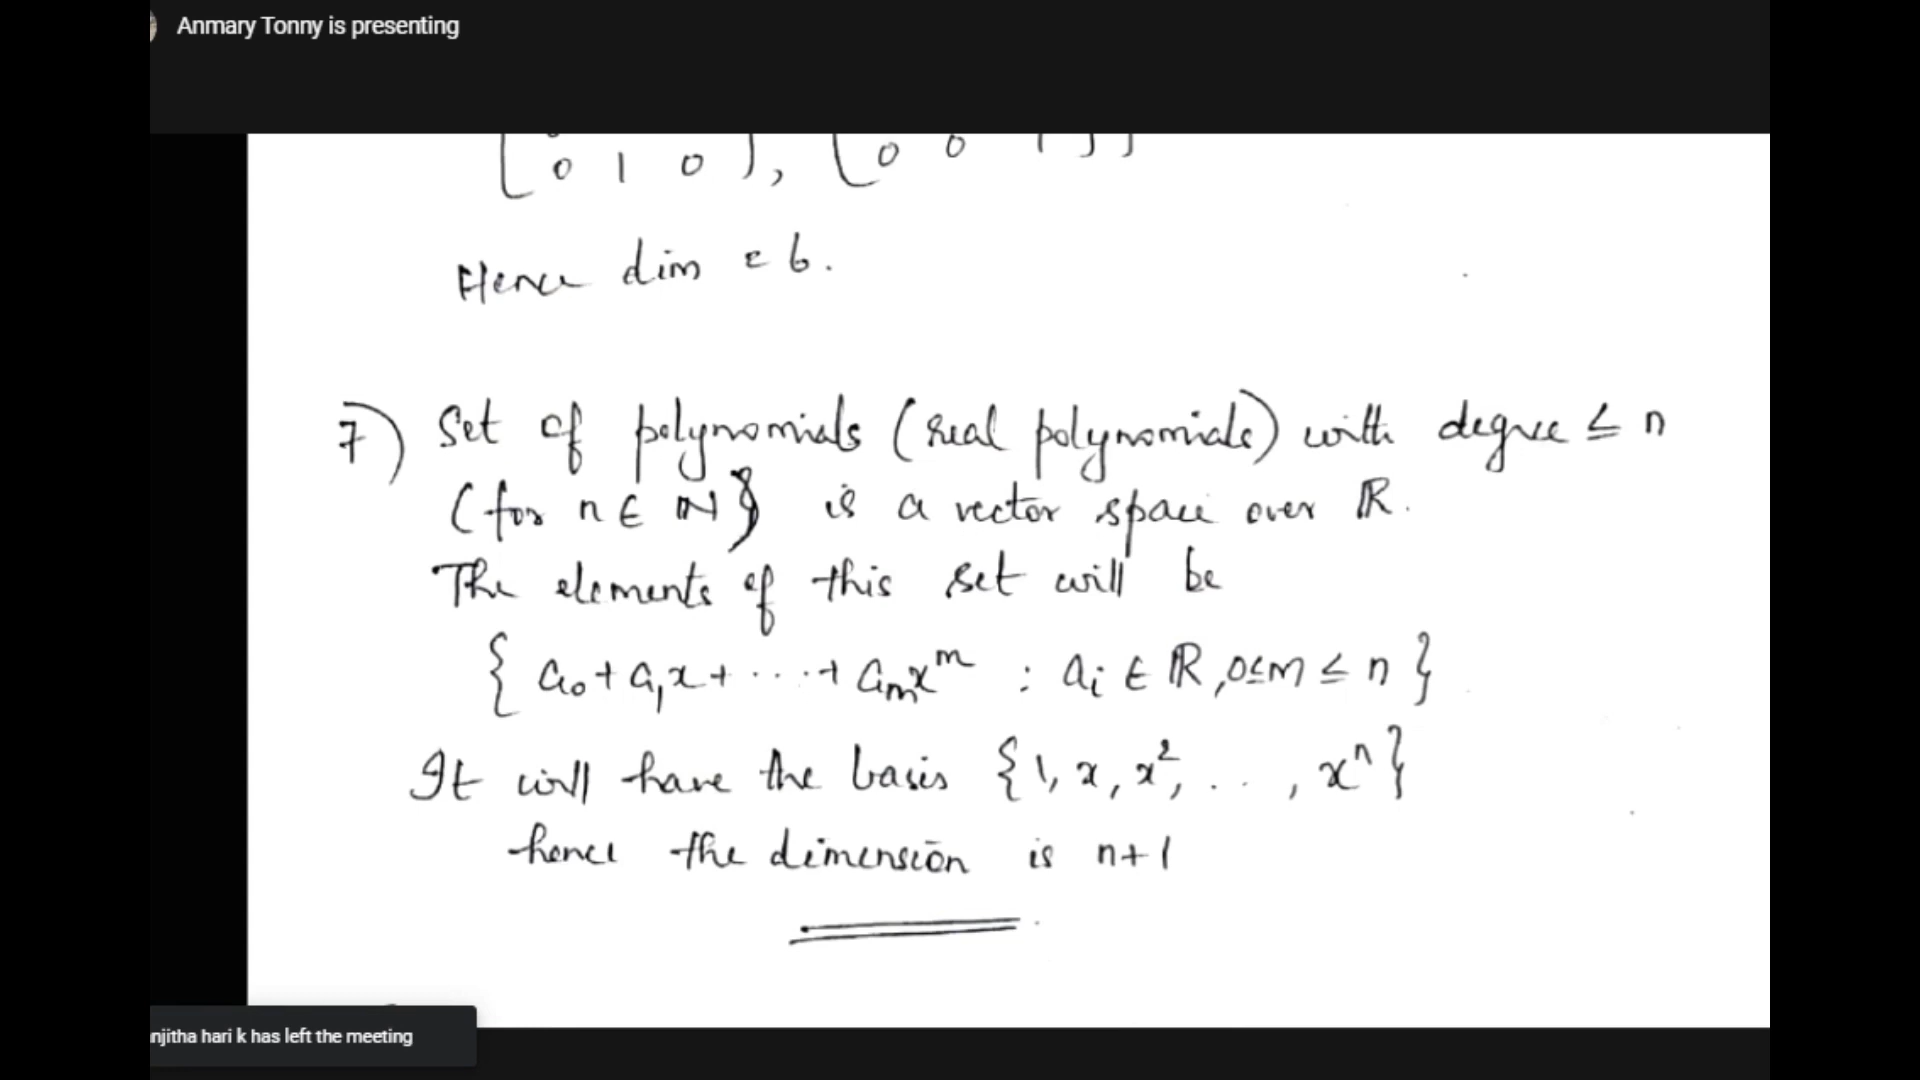 Anmary Tonny is presenting
[ 0 1 0 ], [ 0 0 1 ] }
Hence dim = 6.
7) Set of polynomials (real polynomials) with degree ≤ n
(for n ∈ ℕ) is a vector space over ℝ.
The elements of this set will be
{ a₀ + a₁x + ⋯ + aₘxᵐ : aᵢ ∈ ℝ, 0≤m ≤ n }
It will have the basis {1, x, x², . . . , xⁿ}
hence the dimension is n+1
njitha hari k has left the meeting